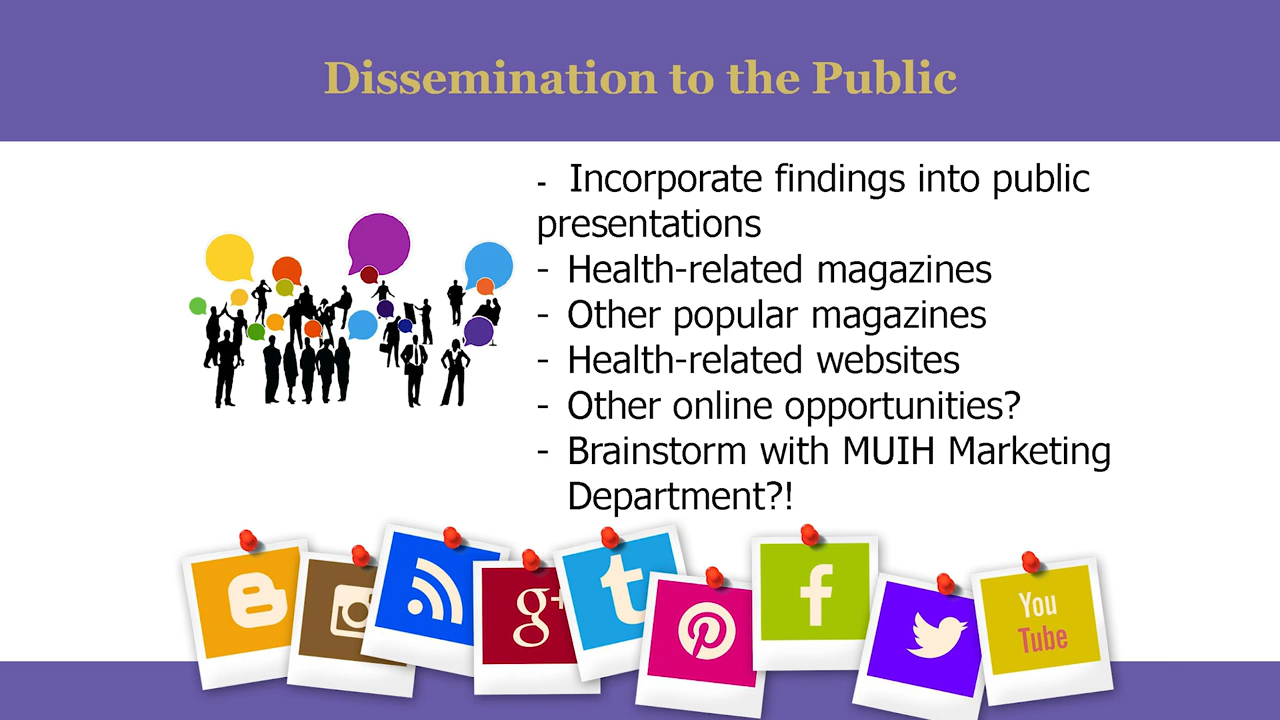 Dissemination to the Public
- Incorporate findings into public
presentations
- Health-related magazines
- Other popular magazines
- Health-related websites
- Other online opportunities?
- Brainstorm with MUIH Marketing
Department?!
g+
t
f
You
Tube